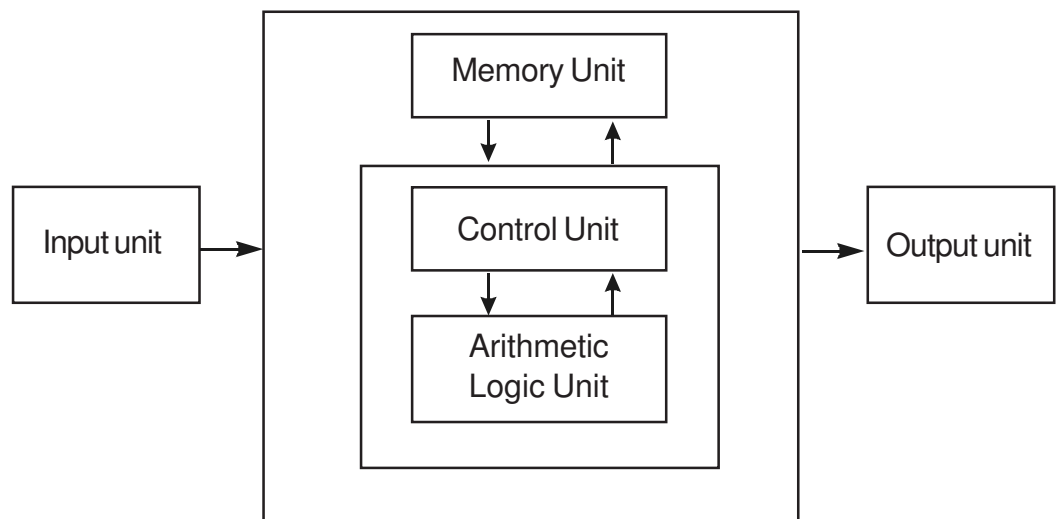 Memory Unit
Input unit
Control Unit
Output unit
Arithmetic
Logic Unit